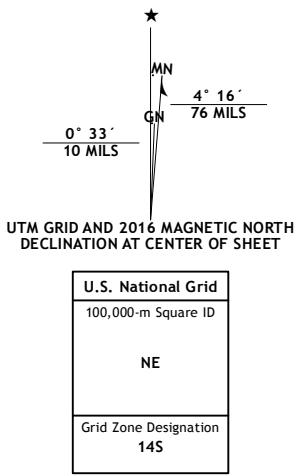 ★
MN
GN
4° 16´
76 MILS
0° 33´
10 MILS
UTM GRID AND 2016 MAGNETIC NORTH
DECLINATION AT CENTER OF SHEET
U.S. National Grid
100,000-m Square ID
NE
Grid Zone Designation
14S